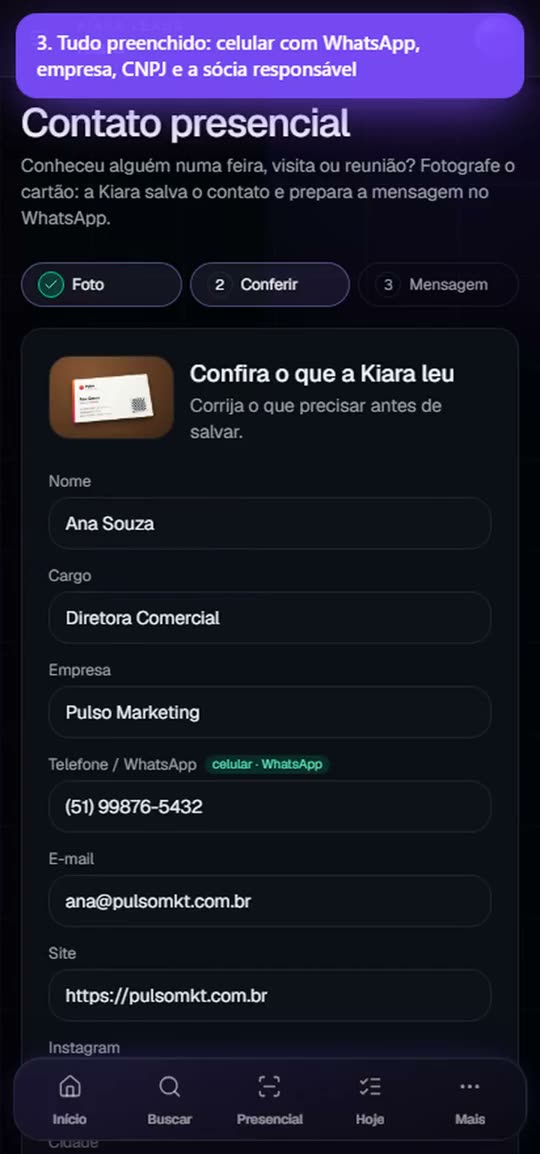 3. Tudo preenchido: celular com WhatsApp,
empresa, CNPJ e a sócia responsável
Contato presencial
Conheceu alguém numa feira, visita ou reunião? Fotografe o
cartão: a Kiara salva o contato e prepara a mensagem no
WhatsApp.
Foto
2 Conferir
3 Mensagem
Confira o que a Kiara leu
Corrija o que precisar antes de
salvar.
Nome
Ana Souza
Cargo
Diretora Comercial
Empresa
Pulso Marketing
Telefone / WhatsApp celular · WhatsApp
(51) 99876-5432
E-mail
ana@pulsomkt.com.br
Site
https://pulsomkt.com.br
Instagram
Início
Buscar
Presencial
Hoje
Mais
Cidade